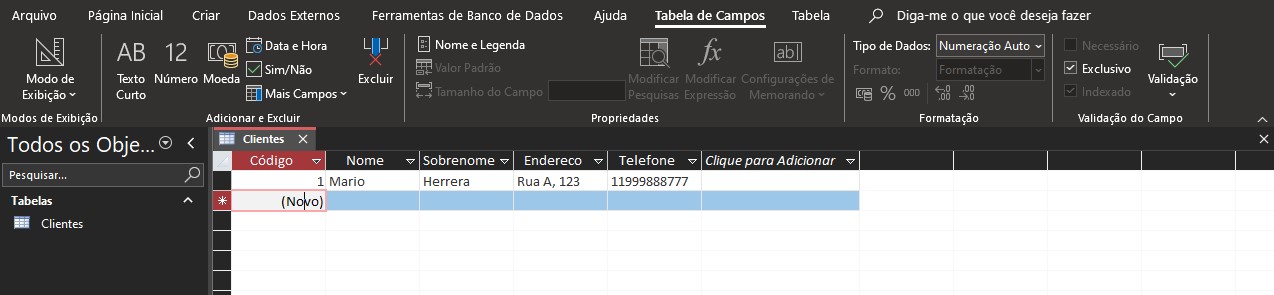 Arquivo Página Inicial Criar Dados Externos Ferramentas de Banco de Dados Ajuda Tabela de Campos Tabela Diga-me o que você deseja fazer
Modo de Exibição
Modos de Exibição
AB Texto Curto
12 Número
Moeda
Data e Hora
Sim/Não
Mais Campos
Excluir
Adicionar e Excluir
Nome e Legenda
Valor Padrão
Tamanho do Campo
Modificar Pesquisas
fx Modificar Expressão
ab Configurações de Memorando
Propriedades
Tipo de Dados: Numeração Auto
Formato: Formatação
% 000 ,00 ,0
Formatação
Necessário
Exclusivo
Indexado
Validação
Validação do Campo
Todos os Obje...
Pesquisar...
Tabelas
Clientes
Clientes
Código Nome Sobrenome Endereco Telefone Clique para Adicionar
1 Mario Herrera Rua A, 123 11999888777
* (Novo)